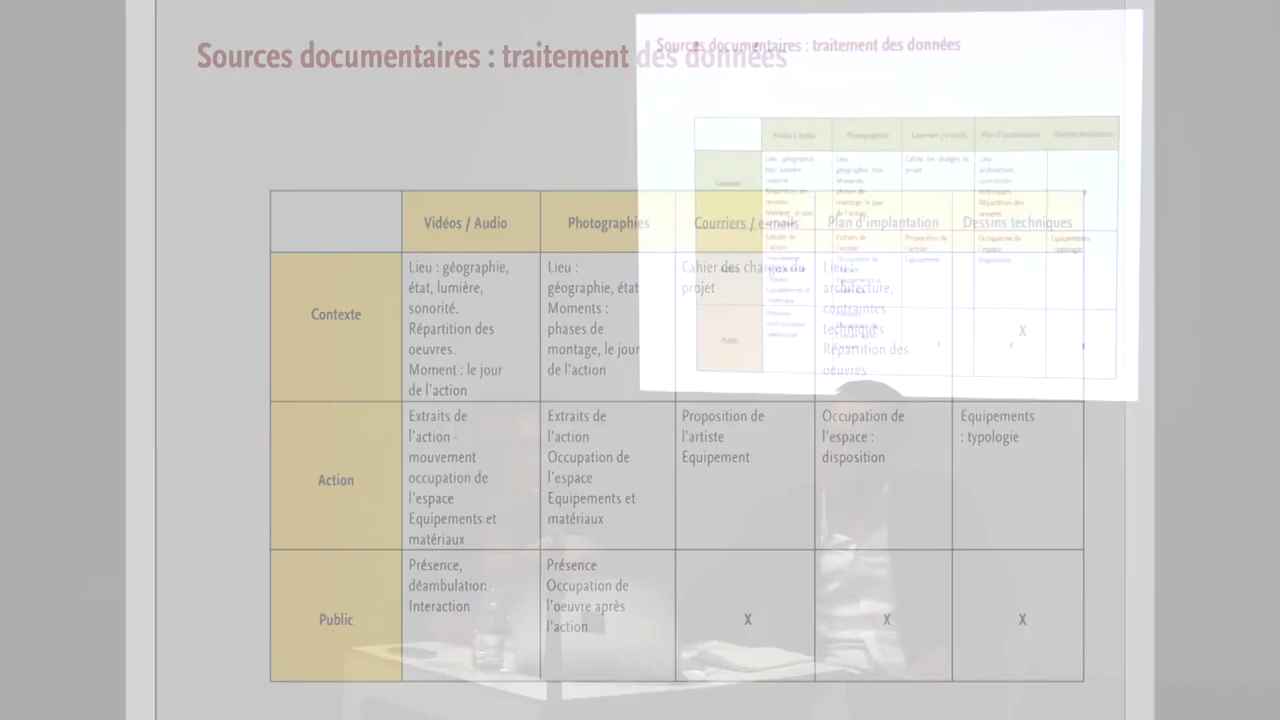 Sources documentaires : traitement des données
Sources documentaires : traitement des données
Vidéos / Audio
Photographies
Courriers / e-mails
Plan d'implantation
Dessins techniques
Contexte
Lieu : géographie,
état, lumière,
sonorité.
Répartition des
oeuvres.
Moment : le jour
de l'action
Lieu :
géographie, état
Moments :
phases de
montage, le jour
de l'action
Cahier des charges du
projet
Lieu :
architecture,
contraintes
techniques
Répartition des
oeuvres
Action
Extraits de
l'action -
mouvement
occupation de
l'espace
Equipements et
matériaux
Extraits de
l'action
Occupation de
l'espace
Equipements et
matériaux
Proposition de
l'artiste
Equipement
Occupation de
l'espace :
disposition
Equipements
: typologie
Public
Présence,
déambulation.
Interaction
Présence
Occupation de
l'oeuvre après
l'action
X
X
X